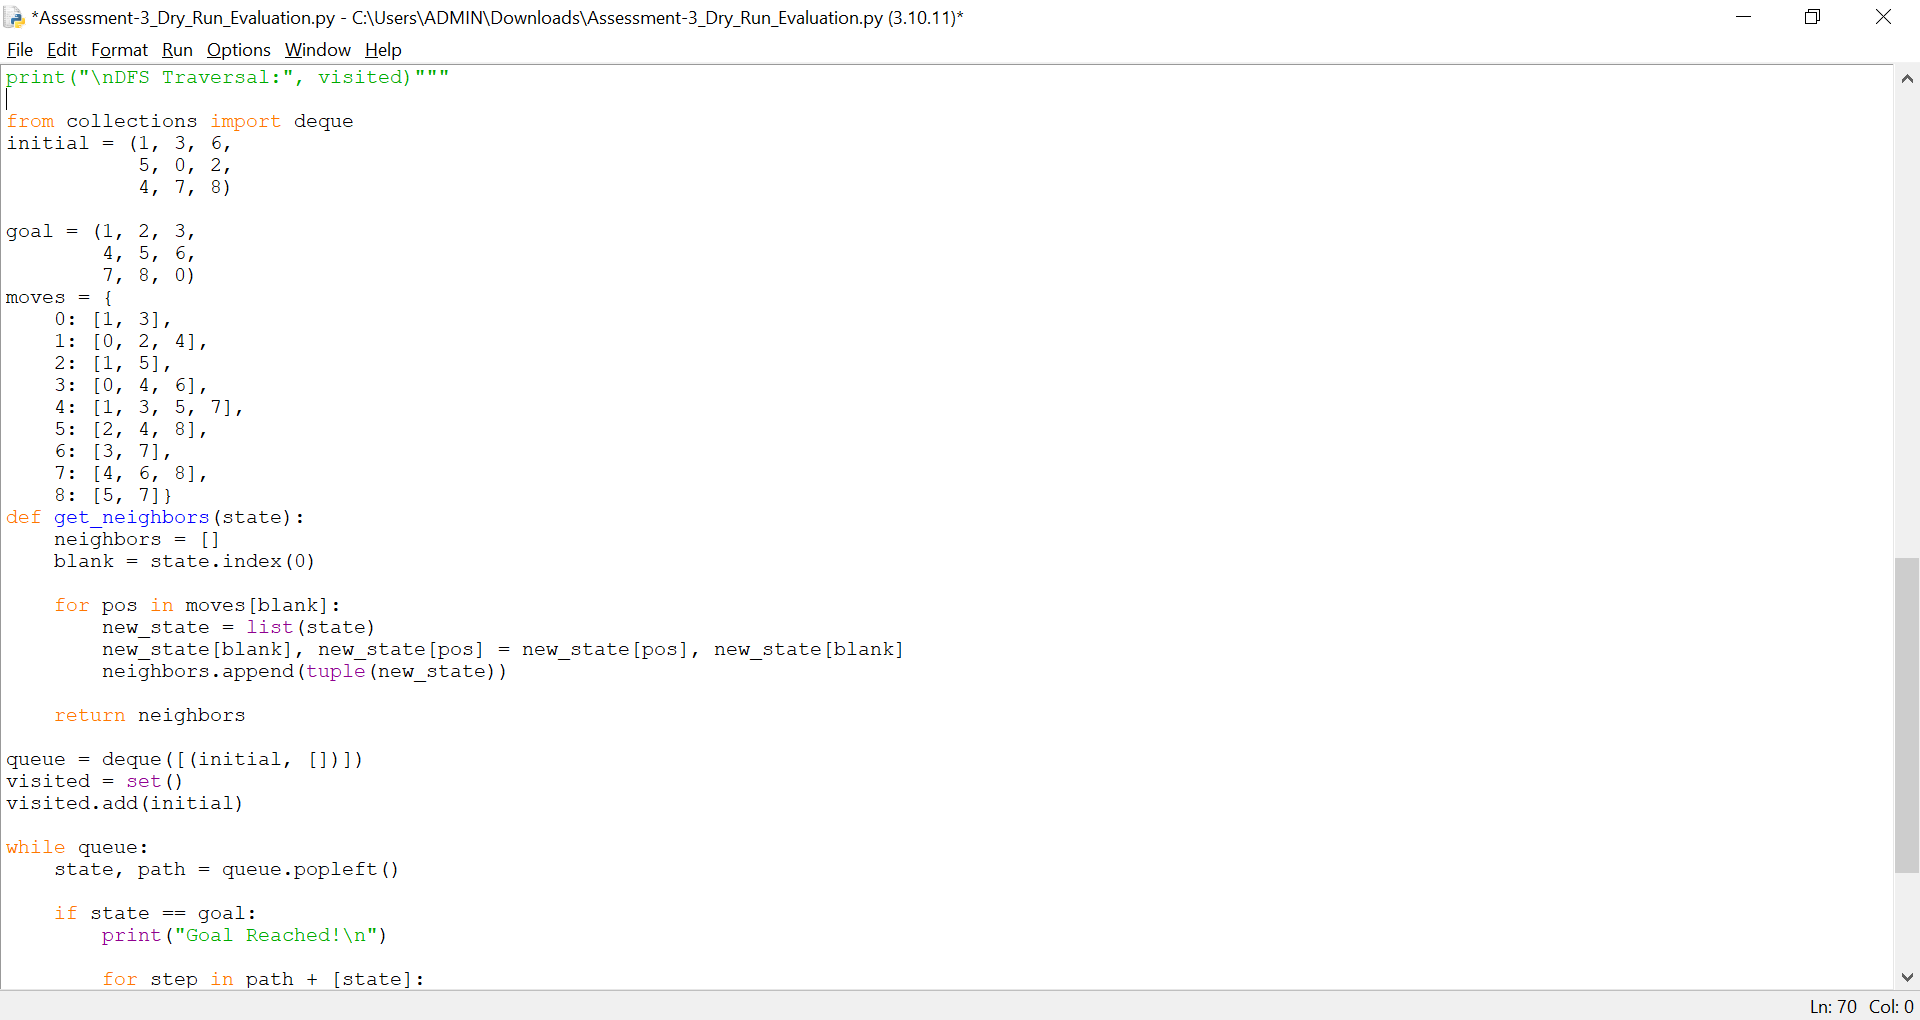 *Assessment-3_Dry_Run_Evaluation.py - C:\Users\ADMIN\Downloads\Assessment-3_Dry_Run_Evaluation.py (3.10.11)*
File Edit Format Run Options Window Help
print("\nDFS Traversal:", visited)"""
from collections import deque
initial = (1, 3, 6,
           5, 0, 2,
           4, 7, 8)
goal = (1, 2, 3,
        4, 5, 6,
        7, 8, 0)
moves = {
    0: [1, 3],
    1: [0, 2, 4],
    2: [1, 5],
    3: [0, 4, 6],
    4: [1, 3, 5, 7],
    5: [2, 4, 8],
    6: [3, 7],
    7: [4, 6, 8],
    8: [5, 7]}
def get_neighbors(state):
    neighbors = []
    blank = state.index(0)
    for pos in moves[blank]:
        new_state = list(state)
        new_state[blank], new_state[pos] = new_state[pos], new_state[blank]
        neighbors.append(tuple(new_state))
    return neighbors
queue = deque([(initial, [])])
visited = set()
visited.add(initial)
while queue:
    state, path = queue.popleft()
    if state == goal:
        print("Goal Reached!\n")
        for step in path + [state]:
Ln: 70 Col: 0